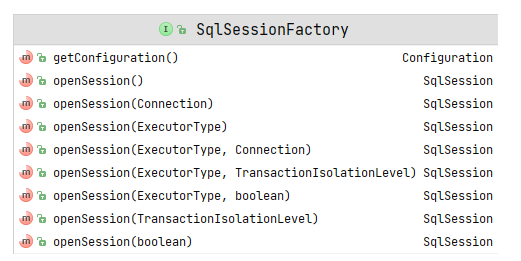 I SqlSessionFactory
m getConfiguration() Configuration
m openSession() SqlSession
m openSession(Connection) SqlSession
m openSession(ExecutorType) SqlSession
m openSession(ExecutorType, Connection) SqlSession
m openSession(ExecutorType, TransactionIsolationLevel) SqlSession
m openSession(ExecutorType, boolean) SqlSession
m openSession(TransactionIsolationLevel) SqlSession
m openSession(boolean) SqlSession